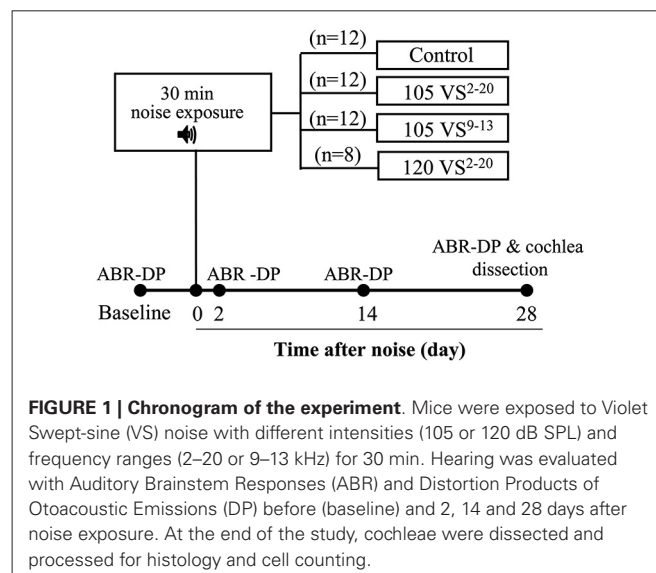 (n=12)
Control
(n=12)
105 VS2-20
30 min
noise exposure
(n=12)
105 VS9-13
(n=8)
120 VS2-20
ABR-DP & cochlea
dissection
ABR-DP
ABR -DP
ABR-DP
Baseline
0
2
14
28
Time after noise (day)
FIGURE 1 | Chronogram of the experiment. Mice were exposed to Violet
Swept-sine (VS) noise with different intensities (105 or 120 dB SPL) and
frequency ranges (2–20 or 9–13 kHz) for 30 min. Hearing was evaluated
with Auditory Brainstem Responses (ABR) and Distortion Products of
Otoacoustic Emissions (DP) before (baseline) and 2, 14 and 28 days after
noise exposure. At the end of the study, cochleae were dissected and
processed for histology and cell counting.